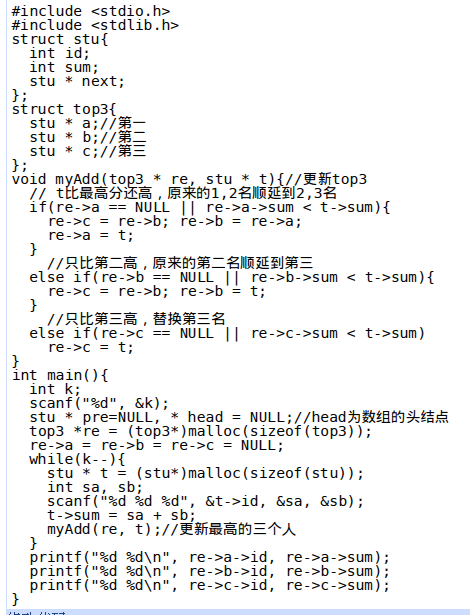 #include <stdio.h>
#include <stdlib.h>
struct stu{
  int id;
  int sum;
  stu * next;
};
struct top3{
  stu * a;//第一
  stu * b;//第二
  stu * c;//第三
};
void myAdd(top3 * re, stu * t){//更新top3
  // t比最高分还高，原来的1,2名顺延到2,3名
  if(re->a == NULL || re->a->sum < t->sum){
    re->c = re->b; re->b = re->a;
    re->a = t;
  }
    //只比第二高，原来的第二名顺延到第三
  else if(re->b == NULL || re->b->sum < t->sum){
    re->c = re->b; re->b = t;
  }
    //只比第三高，替换第三名
  else if(re->c == NULL || re->c->sum < t->sum)
    re->c = t;
}
int main(){
  int k;
  scanf("%d", &k);
  stu * pre=NULL, * head = NULL;//head为数组的头结点
  top3 *re = (top3*)malloc(sizeof(top3));
  re->a = re->b = re->c = NULL;
  while(k--){
    stu * t = (stu*)malloc(sizeof(stu));
    int sa, sb;
    scanf("%d %d %d", &t->id, &sa, &sb);
    t->sum = sa + sb;
    myAdd(re, t);//更新最高的三个人
  }
  printf("%d %d\n", re->a->id, re->a->sum);
  printf("%d %d\n", re->b->id, re->b->sum);
  printf("%d %d\n", re->c->id, re->c->sum);
}